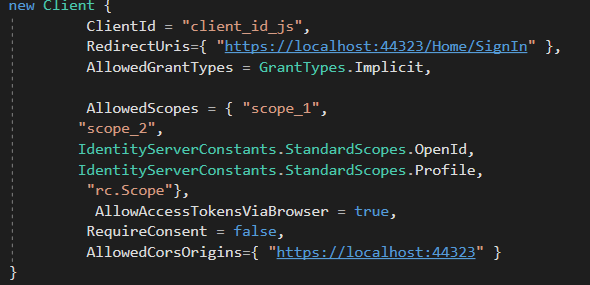 new Client {
ClientId = "client_id_js",
RedirectUris={ "https://localhost:44323/Home/SignIn" },
AllowedGrantTypes = GrantTypes.Implicit,
AllowedScopes = { "scope_1",
"scope_2",
IdentityServerConstants.StandardScopes.OpenId,
IdentityServerConstants.StandardScopes.Profile,
"rc.Scope"},
AllowAccessTokensViaBrowser = true,
RequireConsent = false,
AllowedCorsOrigins={ "https://localhost:44323" }
}